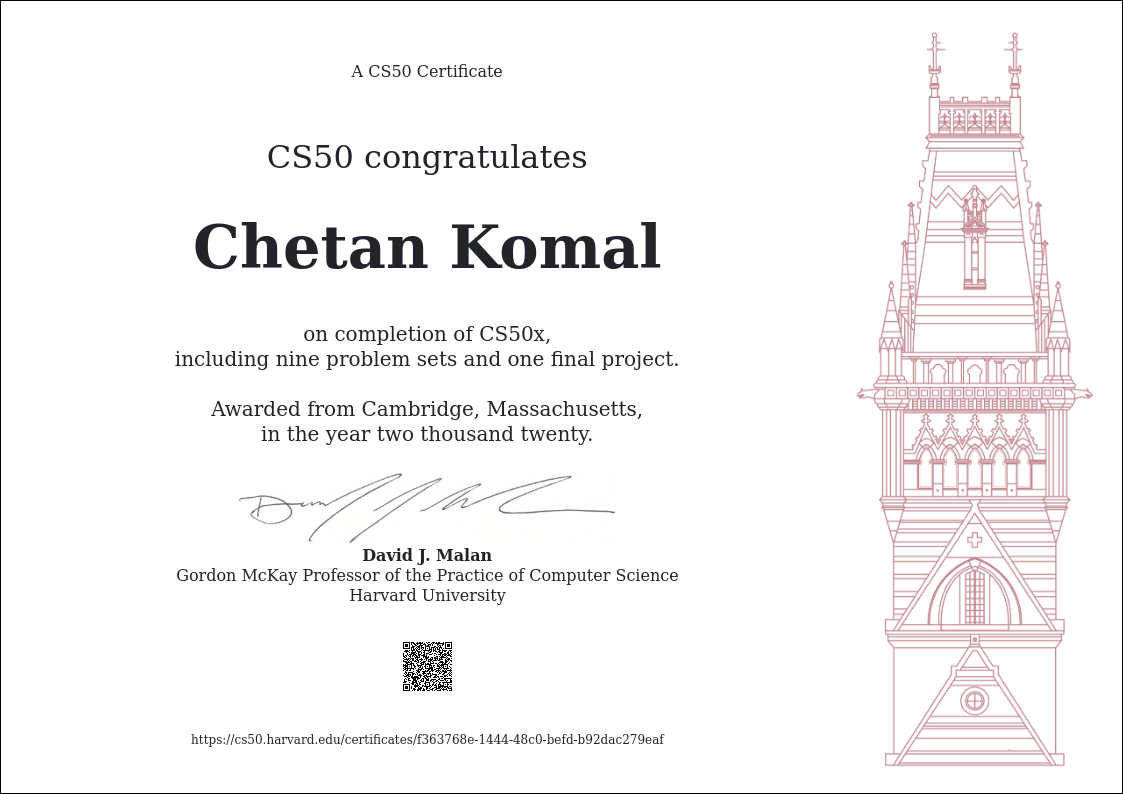 A CS50 Certificate
CS50 congratulates
Chetan Komal
on completion of CS50x,
including nine problem sets and one final project.
Awarded from Cambridge, Massachusetts,
in the year two thousand twenty.
David J. Malan
Gordon McKay Professor of the Practice of Computer Science
Harvard University
https://cs50.harvard.edu/certificates/f363768e-1444-48c0-befd-b92dac279eaf